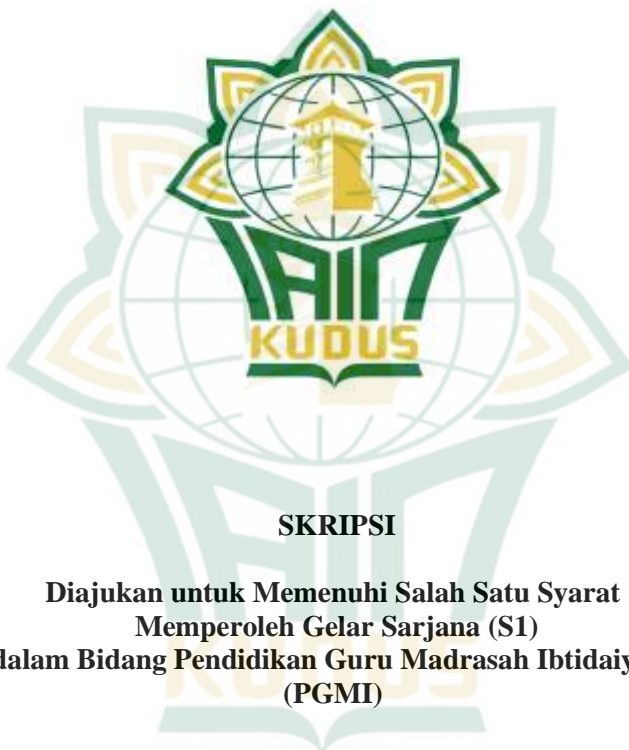 IAIN
KUDUS
SKRIPSI
Diajukan untuk Memenuhi Salah Satu Syarat
Memperoleh Gelar Sarjana (S1)
dalam Bidang Pendidikan Guru Madrasah Ibtidaiy
(PGMI)